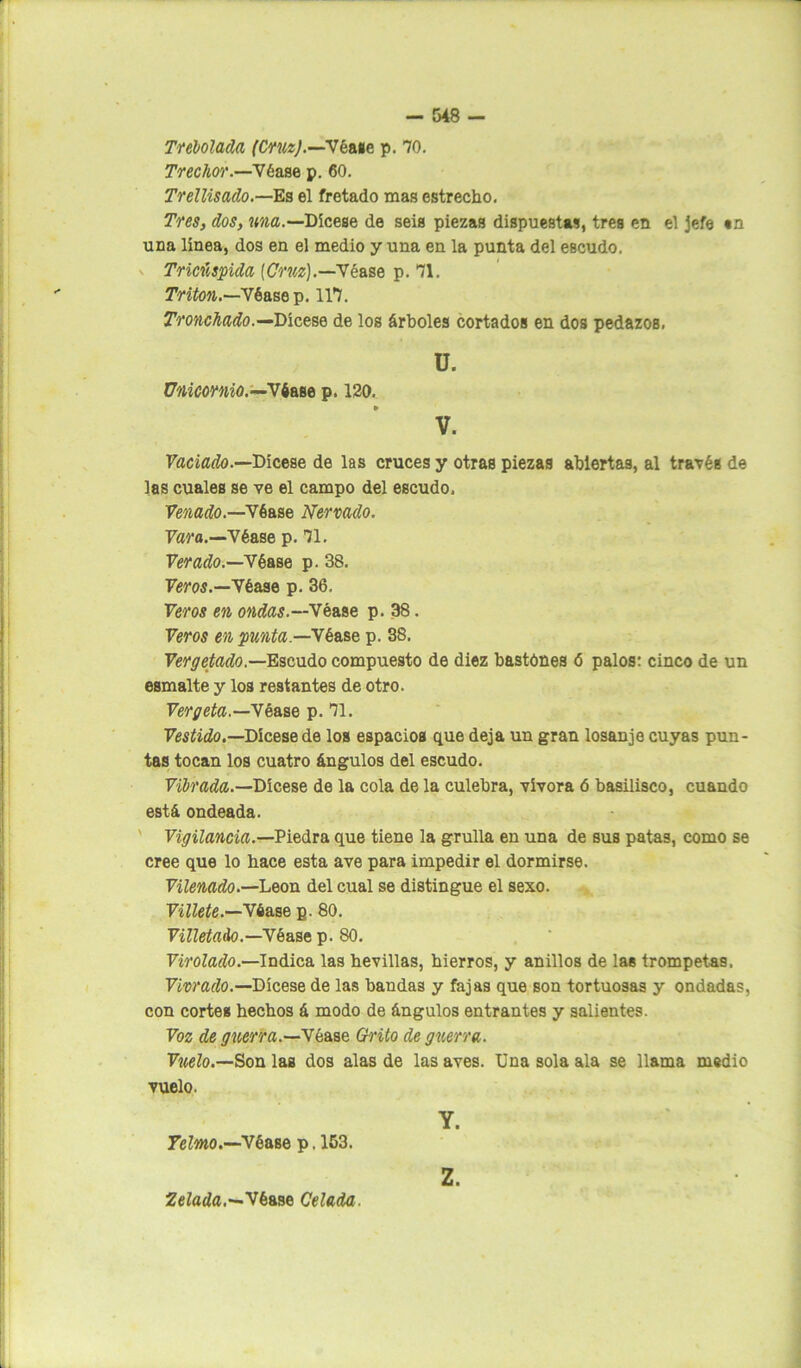 — 548 —
Trebolada (Cruz).—Véase p. 70.
Trechor.—Véase p. 60.
Trellisado.—Es el fretado mas estrecho.
Tres, dos, una.—Dícese de seis piezas dispuestas, tres en el jefe en
una línea, dos en el medio y una en la punta del escudo.
Tricúspida (Cruz).—Véase p. 71.
Triton.—Véase p. 117.
Tronchado.—Dícese de los árboles cortados en dos pedazos.
U.
Unicornio.—Véase p. 120.
V.
Vaciado.—Dícese de las cruces y otras piezas abiertas, al través de
las cuales se ve el campo del escudo.
Venado.—Véase Nervado.
Vara.—Véase p. 71.
Verado.—Véase p. 38.
Veros.—Véase p. 36.
Veros en ondas.—Véase p. 38.
Veros en punta.—Véase p. 38.
Vergetado.—Escudo compuesto de diez bastónes ó palos: cinco de un
esmalte y los restantes de otro.
Vergeta.—Véase p. 71.
Vestido.—Dícese de los espacios que deja un gran losanje cuyas pun-
tas tocan los cuatro ángulos del escudo.
Vibrada.—Dícese de la cola de la culebra, vívora ó basilisco, cuando
está ondeada.
Vigilancia.—Piedra que tiene la grulla en una de sus patas, como se
cree que lo hace esta ave para impedir el dormirse.
Vilenado.—Leon del cual se distingue el sexo.
Villete.—Véase p. 80.
Villetado.—Véase p. 80.
Virolado.—Indica las hevillas, hierros, y anillos de las trompetas.
Vivrado.—Dícese de las bandas y fajas que son tortuosas y ondadas,
con cortes hechos á modo de ángulos entrantes y salientes.
Voz de guerra.—Véase Grito de guerra.
Vuelo.—Son las dos alas de las aves. Una sola ala se llama medio
vuelo.
Y.
Yelmo.—Véase p. 153.
Z.
Zelada.—Véase Celada.